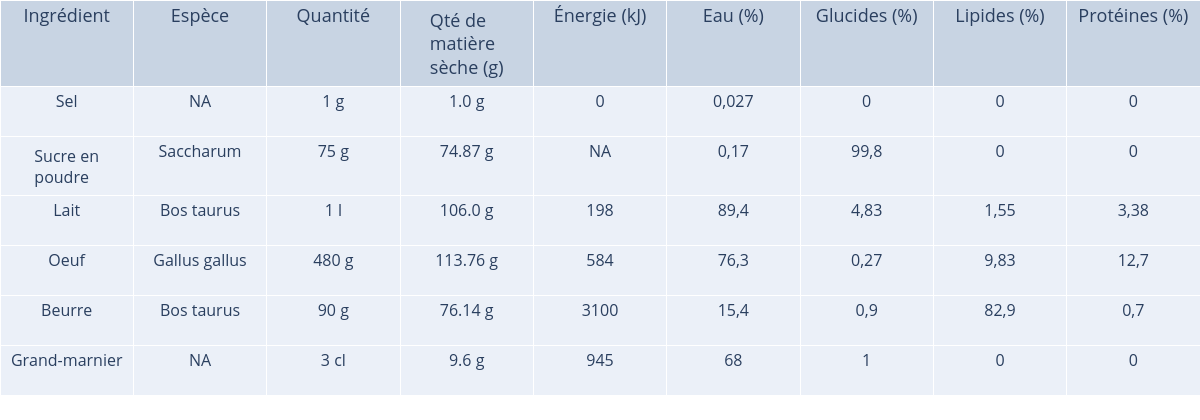 Ingrédient Espèce Quantité Qté de matière sèche (g) Énergie (kJ) Eau (%) Glucides (%) Lipides (%) Protéines (%)
Sel NA 1 g 1.0 g 0 0,027 0 0 0
Sucre en poudre Saccharum 75 g 74.87 g NA 0,17 99,8 0 0
Lait Bos taurus 1 l 106.0 g 198 89,4 4,83 1,55 3,38
Oeuf Gallus gallus 480 g 113.76 g 584 76,3 0,27 9,83 12,7
Beurre Bos taurus 90 g 76.14 g 3100 15,4 0,9 82,9 0,7
Grand-marnier NA 3 cl 9.6 g 945 68 1 0 0